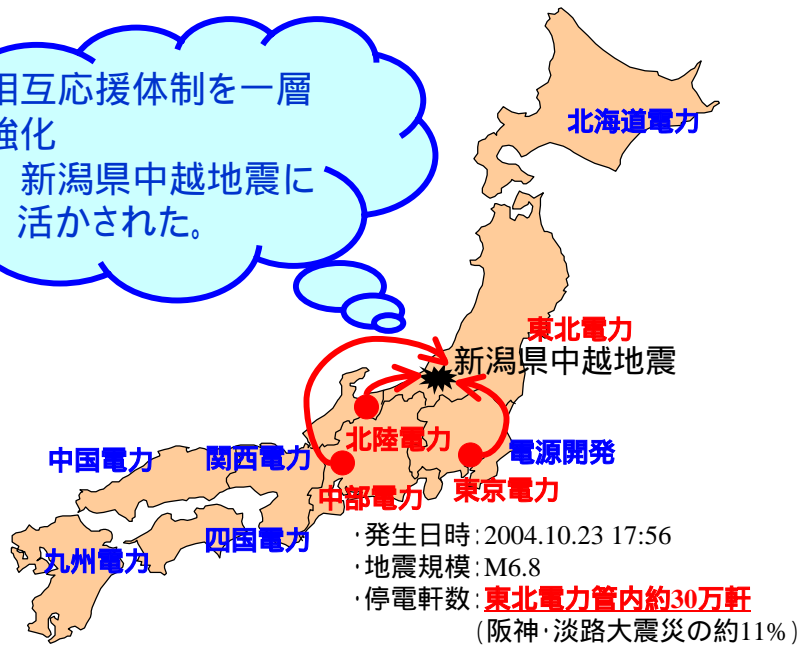 相互応援体制を一層
強化
新潟県中越地震に
活かされた。
北海道電力
東北電力
新潟県中越地震
北陸電力
電源開発
中国電力
関西電力
中部電力
東京電力
四国電力
九州電力
・発生日時：2004.10.23 17:56
・地震規模：M6.8
・停電軒数：東北電力管内約30万軒
（阪神・淡路大震災の約11%）